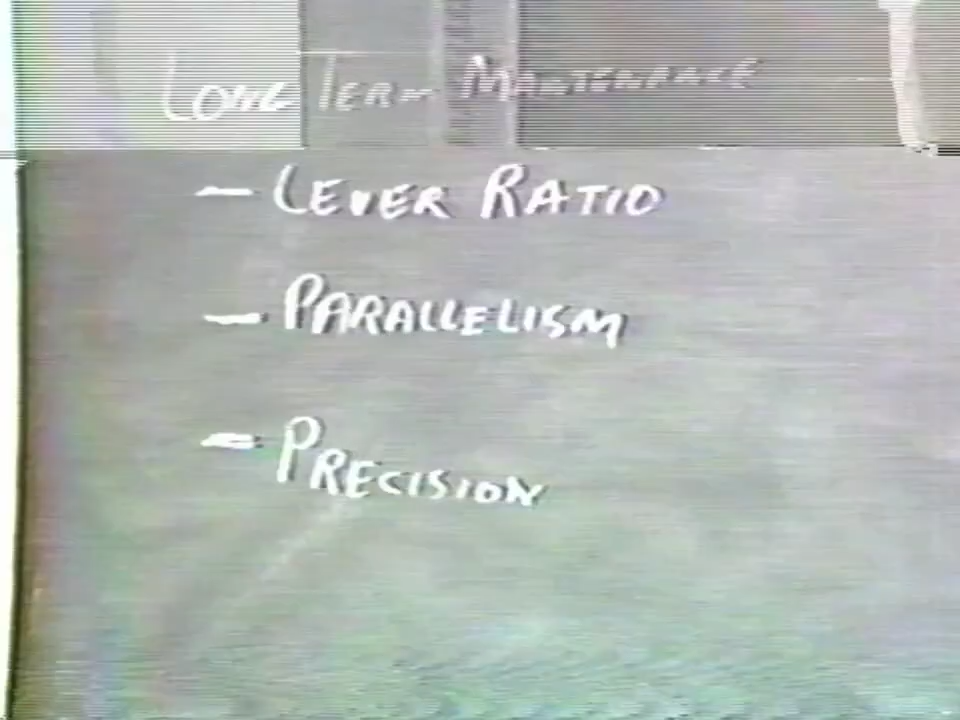 LONG TERM MAINTENANCE
- LEVER RATIO
- PARALLELISM
- PRECISION